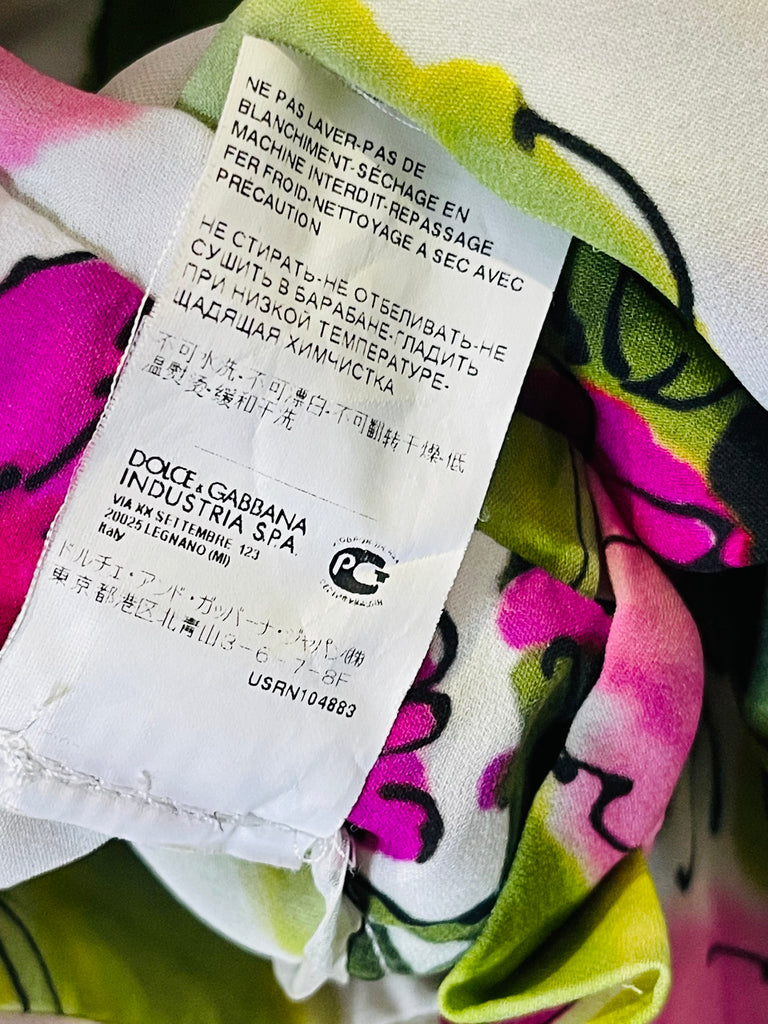 NE PAS LAVER-PAS DE
BLANCHIMENT-SÉCHAGE EN
MACHINE INTERDIT-REPASSAGE
FER FROID-NETTOYAGE A SEC AVEC
PRÉCAUTION
НЕ СТИРАТЬ-НЕ ОТБЕЛИВАТЬ-НЕ
СУШИТЬ В БАРАБАНЕ-ГЛАДИТЬ
ПРИ НИЗКОЙ ТЕМПЕРАТУРЕ-
ЩАДЯЩАЯ ХИМЧИСТКА
不可水洗-不可漂白-不可翻转干燥-低
温熨烫-缓和干洗
DOLCE & GABBANA
INDUSTRIA S.P.A.
VIA XX SETTEMBRE, 123
20025 LEGNANO (MI)
Italy
PCT
ドルチェ・アンド・ガッバーナ・ジャパン㈱
東京都港区北青山3-6-7-8F
USRN104883